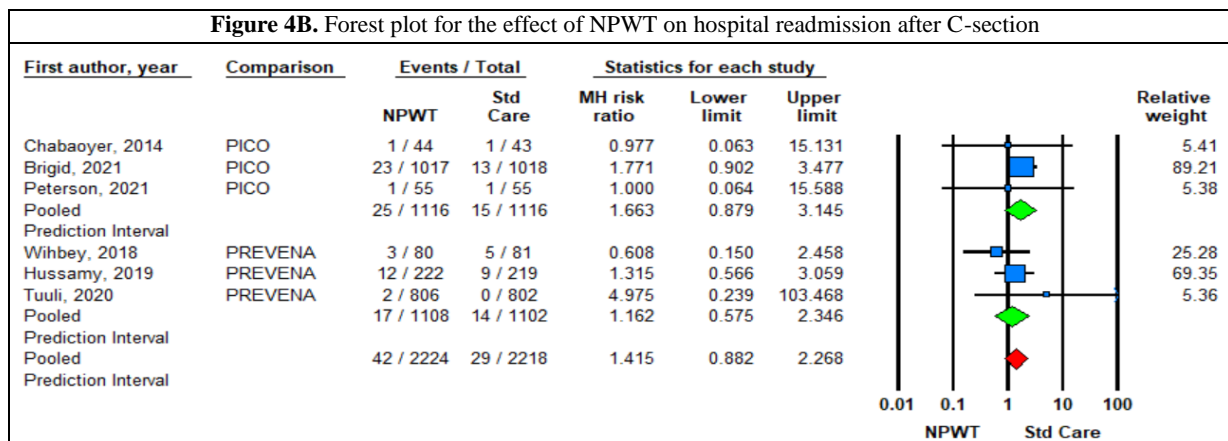 Figure 4B. Forest plot for the effect of NPWT on hospital readmission after C-section
First author, year Comparison Events / Total Statistics for each study
NPWT Std Care MH risk ratio Lower limit Upper limit Relative weight
Chabaoyer, 2014 PICO 1 / 44 1 / 43 0.977 0.063 15.131 5.41
Brigid, 2021 PICO 23 / 1017 13 / 1018 1.771 0.902 3.477 89.21
Peterson, 2021 PICO 1 / 55 1 / 55 1.000 0.064 15.588 5.38
Pooled 25 / 1116 15 / 1116 1.663 0.879 3.145
Prediction Interval
Wihbey, 2018 PREVENA 3 / 80 5 / 81 0.608 0.150 2.458 25.28
Hussamy, 2019 PREVENA 12 / 222 9 / 219 1.315 0.566 3.059 69.35
Tuuli, 2020 PREVENA 2 / 806 0 / 802 4.975 0.239 103.468 5.36
Pooled 17 / 1108 14 / 1102 1.162 0.575 2.346
Prediction Interval
Pooled 42 / 2224 29 / 2218 1.415 0.882 2.268
Prediction Interval
0.01 0.1 1 10 100
NPWT Std Care